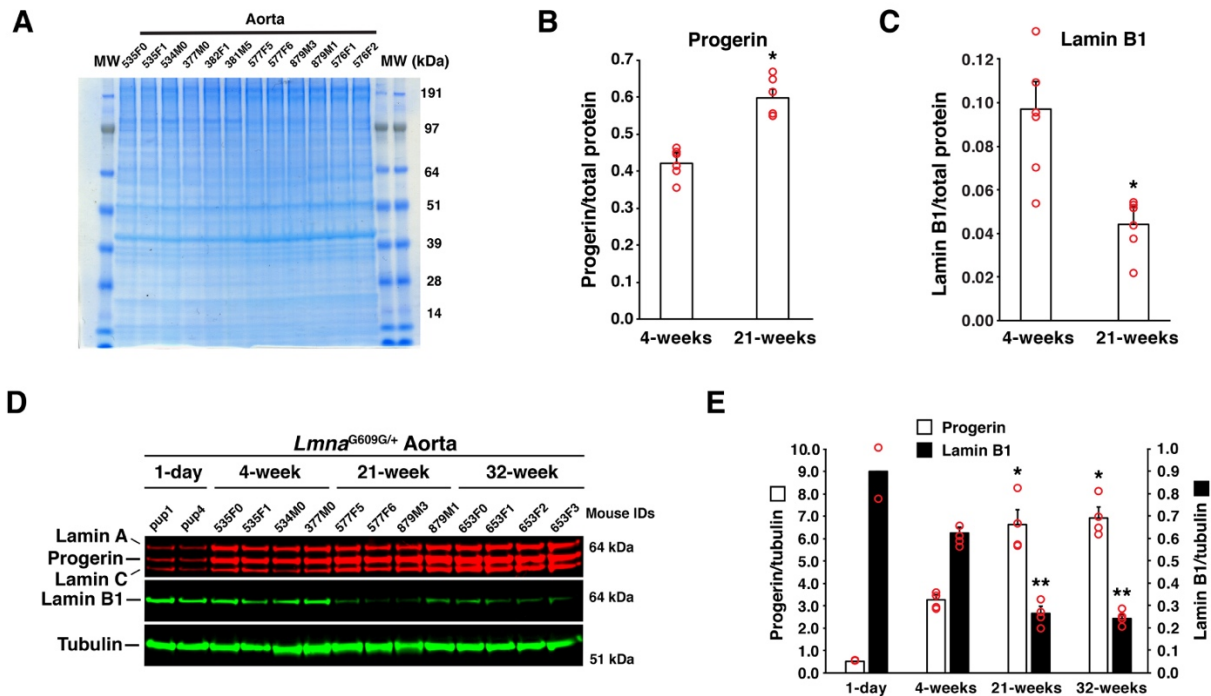 A
Aorta
MW 535F0 535F1 534M0 377M0 382F1 381M5 577F5 577F6 879M3 879M1 576F1 576F2 MW (kDa)
191
97
64
51
39
28
14
B
Progerin
Progerin/total protein
0.7
0.6
0.5
0.4
0.3
0.2
0.1
0.0
*
4-weeks 21-weeks
C
Lamin B1
Lamin B1/total protein
0.12
0.10
0.08
0.06
0.04
0.02
0.00
*
4-weeks 21-weeks
D
Lmna^G609G/+ Aorta
1-day 4-week 21-week 32-week
pup1 pup4 535F0 535F1 534M0 377M0 577F5 577F6 879M3 879M1 653F0 653F1 653F2 653F3 Mouse IDs
Lamin A
Progerin
Lamin C
64 kDa
Lamin B1
64 kDa
Tubulin
51 kDa
E
Progerin
Lamin B1
Progerin/tubulin
10.0
9.0
8.0
7.0
6.0
5.0
4.0
3.0
2.0
1.0
0.0
* *
** **
1.0
0.9
0.8
0.7
0.6
0.5
0.4
0.3
0.2
0.1
0.0
Lamin B1/tubulin
1-day 4-weeks 21-weeks 32-weeks